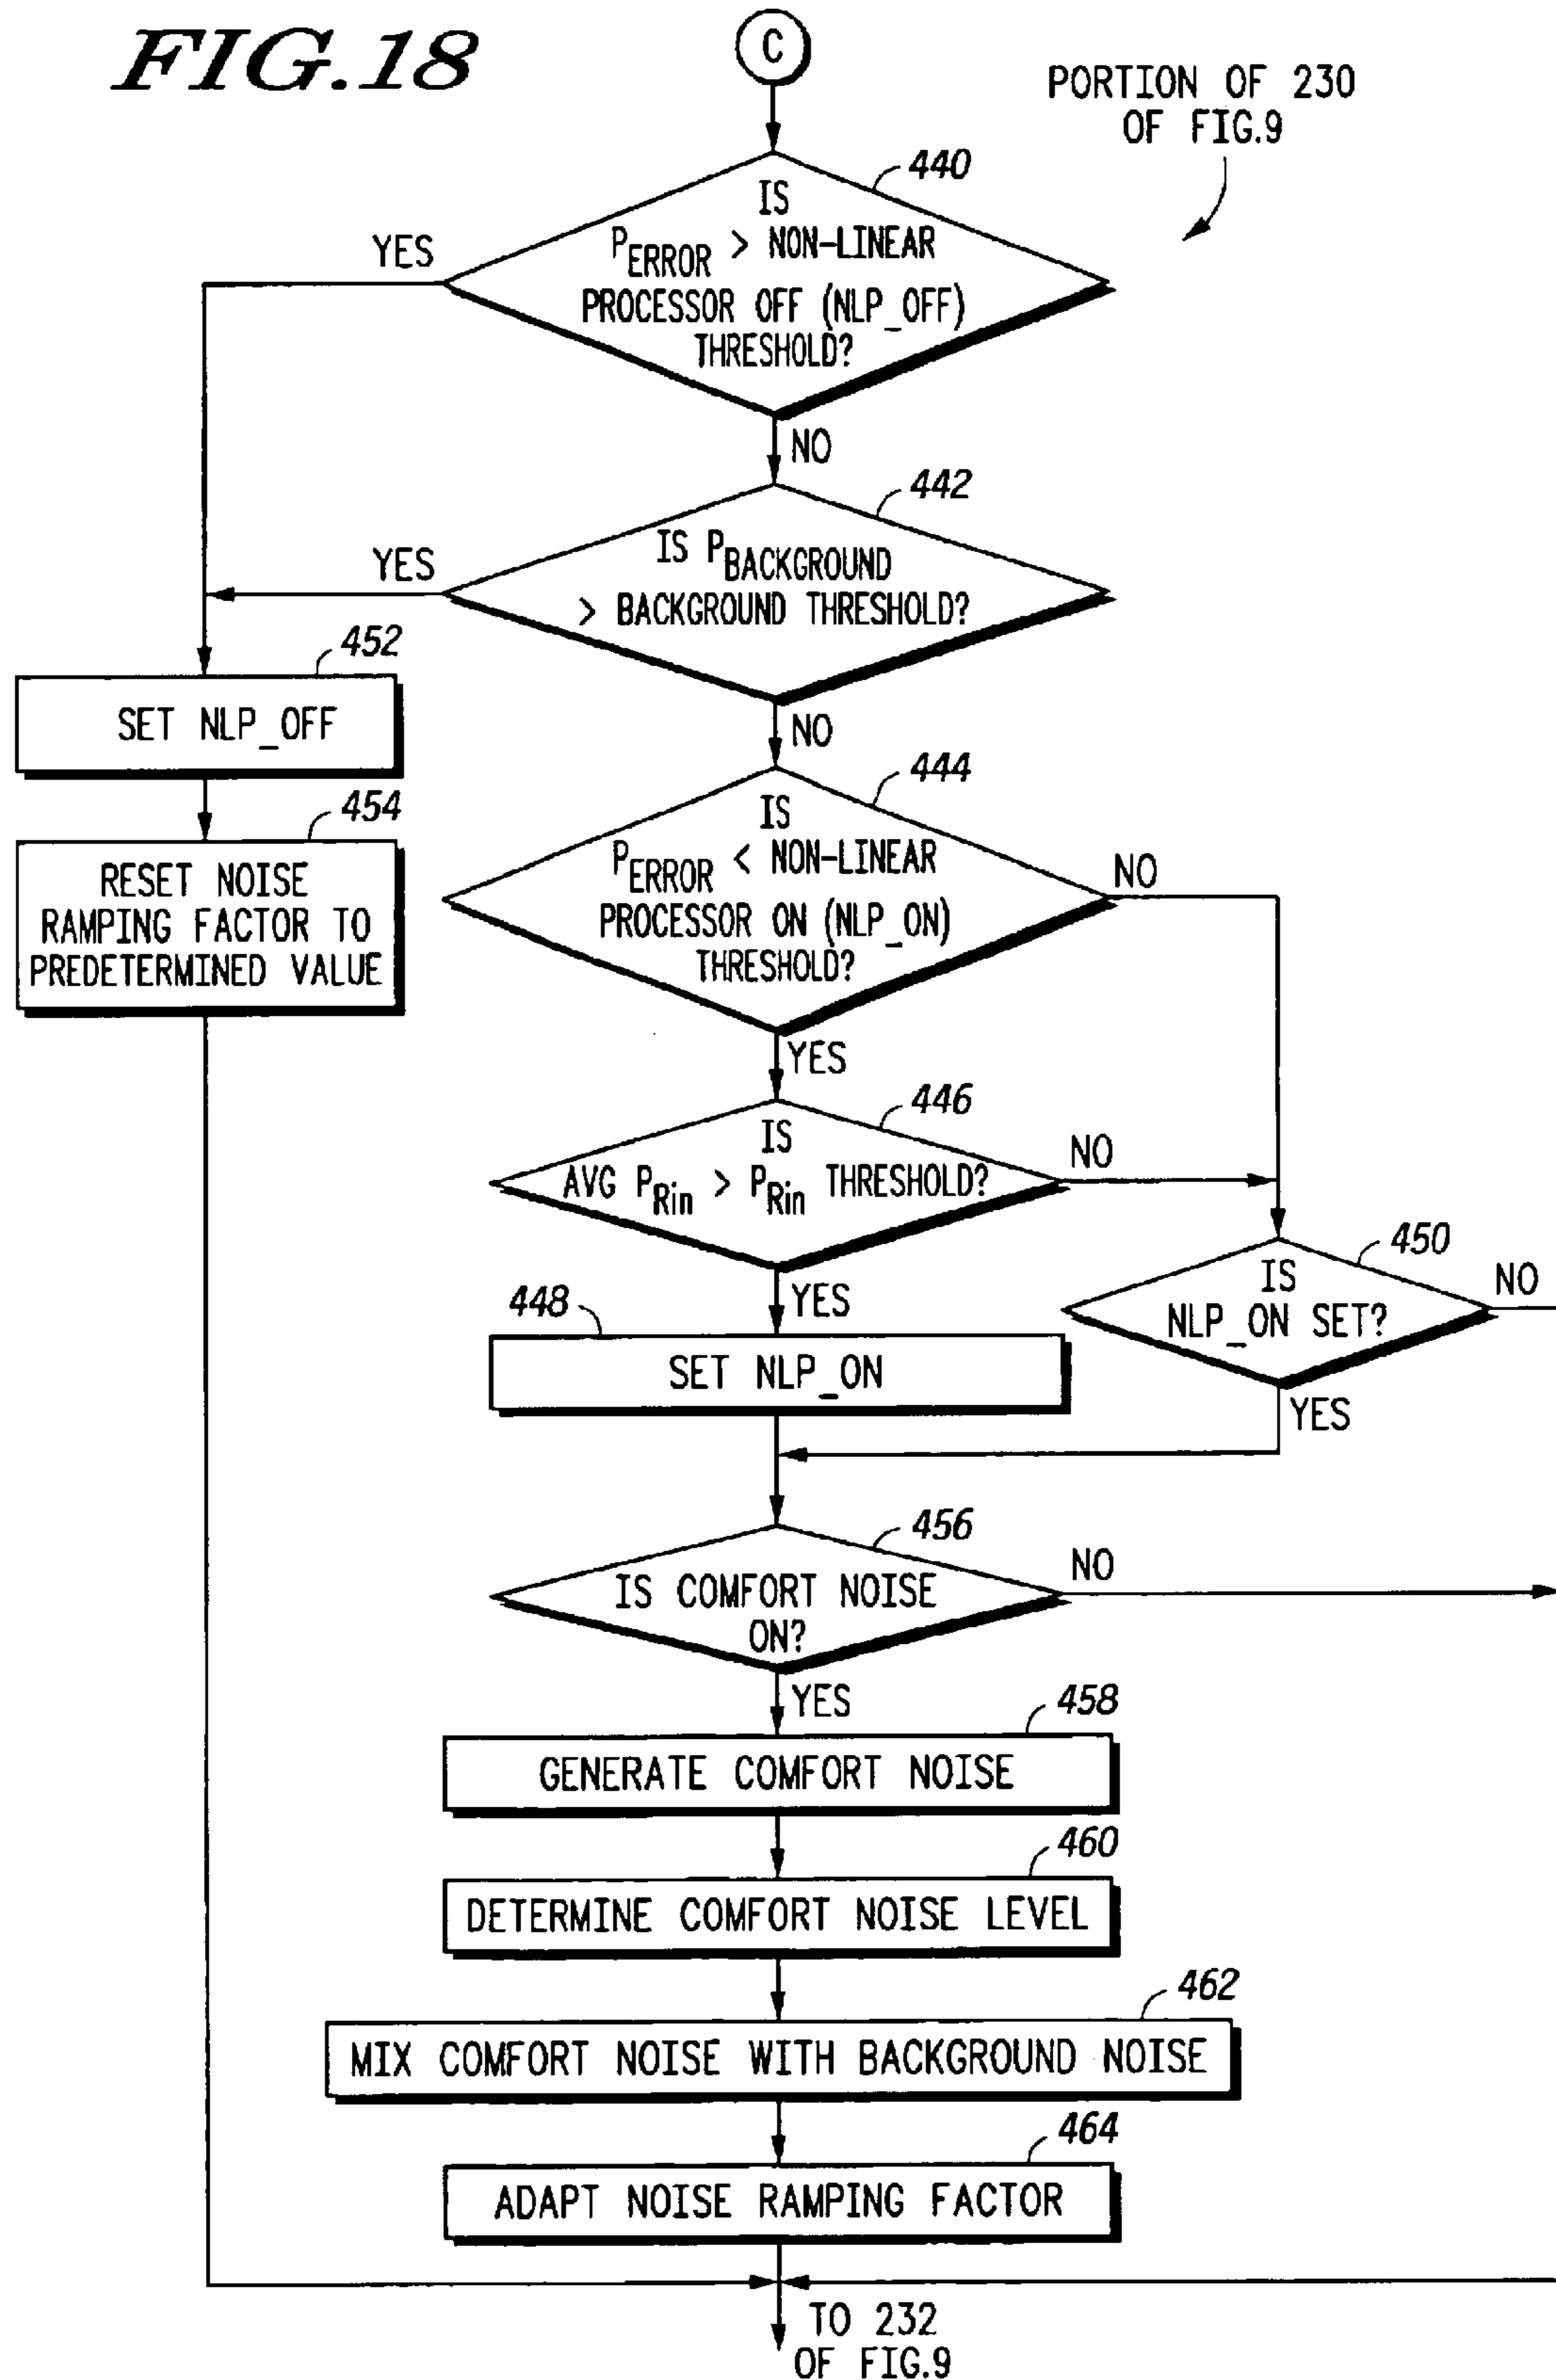 FIG.18
C
PORTION OF 230
OF FIG.9
440
IS
PERROR > NON-LINEAR
PROCESSOR OFF (NLP_OFF)
THRESHOLD?
YES
NO
442
IS PBACKGROUND
> BACKGROUND THRESHOLD?
YES
NO
452
SET NLP_OFF
454
RESET NOISE
RAMPING FACTOR TO
PREDETERMINED VALUE
444
IS
PERROR < NON-LINEAR
PROCESSOR ON (NLP_ON)
THRESHOLD?
NO
YES
446
IS
AVG PRin > PRin THRESHOLD?
NO
YES
450
IS
NLP_ON SET?
NO
YES
448
SET NLP_ON
456
IS COMFORT NOISE
ON?
NO
YES
458
GENERATE COMFORT NOISE
460
DETERMINE COMFORT NOISE LEVEL
462
MIX COMFORT NOISE WITH BACKGROUND NOISE
464
ADAPT NOISE RAMPING FACTOR
TO 232
OF FIG.9